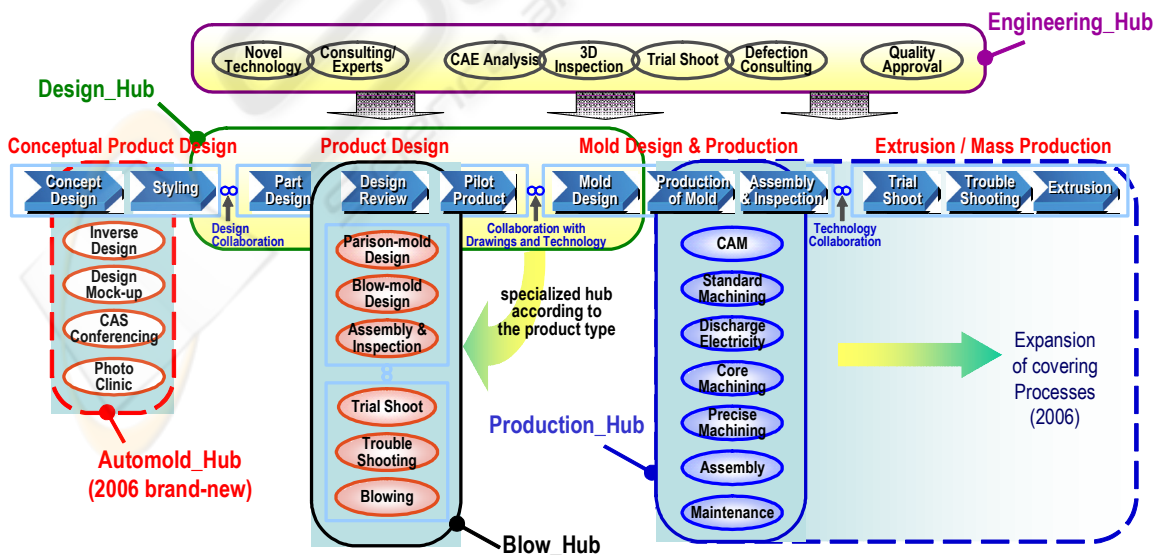 Engineering_Hub
Novel
Technology
Consulting/
Experts
CAE Analysis
3D
Inspection
Trial Shoot
Defection
Consulting
Quality
Approval
Design_Hub
Conceptual Product Design
Product Design
Mold Design & Production
Extrusion / Mass Production
Concept
Design
Styling
Part
Design
Design
Review
Pilot
Product
Mold
Design
Production
of Mold
Assembly
& Inspection
Trial
Shoot
Trouble
Shooting
Extrusion
Design
Collaboration
Collaboration with
Drawings and Technology
Technology
Collaboration
Inverse
Design
Design
Mock-up
CAS
Conferencing
Photo
Clinic
Automold_Hub
(2006 brand-new)
Parison-mold
Design
Blow-mold
Design
Assembly &
Inspection
Trial Shoot
Trouble
Shooting
Blowing
Blow_Hub
specialized hub
according to
the product type
Production_Hub
CAM
Standard
Machining
Discharge
Electricity
Core
Machining
Precise
Machining
Assembly
Maintenance
Expansion
of covering
Processes
(2006)